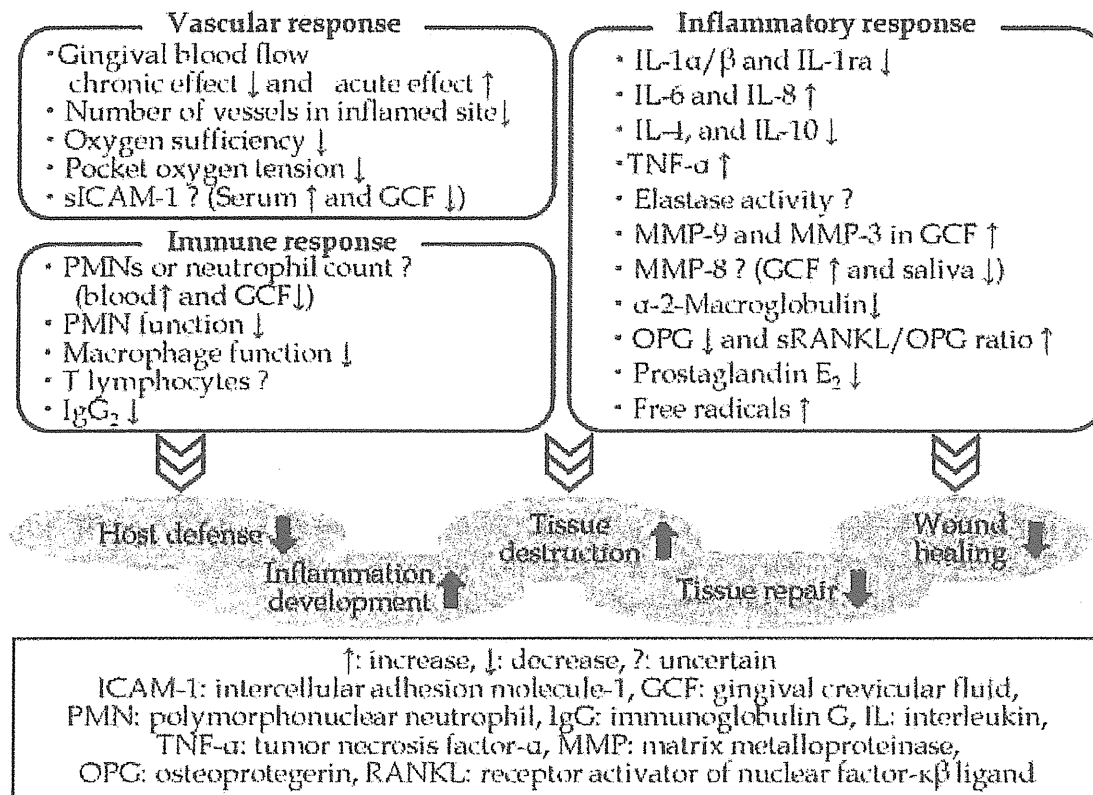 Vascular response
·Gingival blood flow
chronic effect ↓ and acute effect ↑
· Number of vessels in inflamed site↓
· Oxygen sufficiency ↓
· Pocket oxygen tension ↓
· sICAM-1 ? (Serum ↑ and GCF ↓)
Immune response
· PMNs or neutrophil count ?
(blood↑ and GCF↓)
· PMN function ↓
· Macrophage function ↓
· T lymphocytes ?
· IgG₂ ↓
Inflammatory response
· IL-1α/β and IL-1ra ↓
· IL-6 and IL-8 ↑
· IL-4, and IL-10 ↓
·TNF-α ↑
· Elastase activity ?
· MMP-9 and MMP-3 in GCF ↑
· MMP-8 ? (GCF ↑ and saliva ↓)
· α-2-Macroglobulin↓
· OPG ↓ and sRANKL/OPG ratio ↑
· Prostaglandin E₂ ↓
· Free radicals ↑
Host defense
Inflammation
development
Tissue
destruction
Tissue repair
Wound
healing
↑: increase, ↓: decrease, ?: uncertain
ICAM-1: intercellular adhesion molecule-1, GCF: gingival crevicular fluid,
PMN: polymorphonuclear neutrophil, IgG: immunoglobulin G, IL: interleukin,
TNF-α: tumor necrosis factor-α, MMP: matrix metalloproteinase,
OPG: osteoprotegerin, RANKL: receptor activator of nuclear factor-κβ ligand